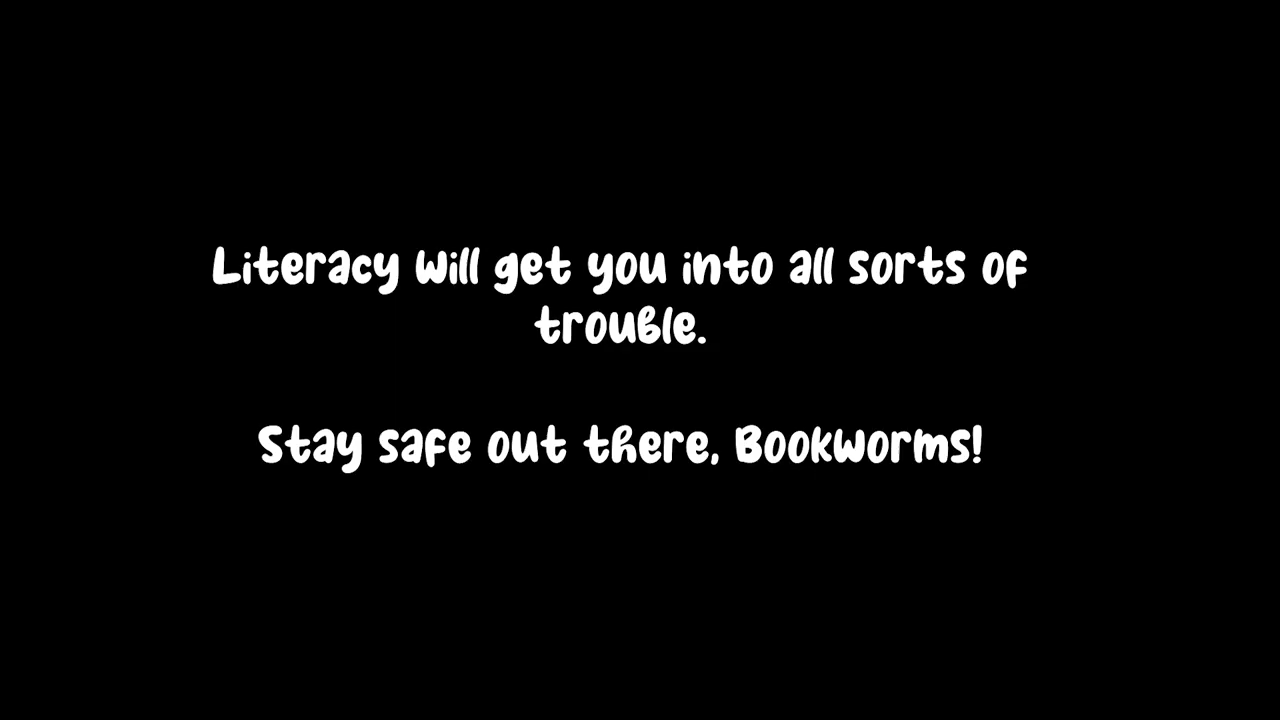 Literacy will get you into all sorts of
trouble.
Stay safe out there, Bookworms!